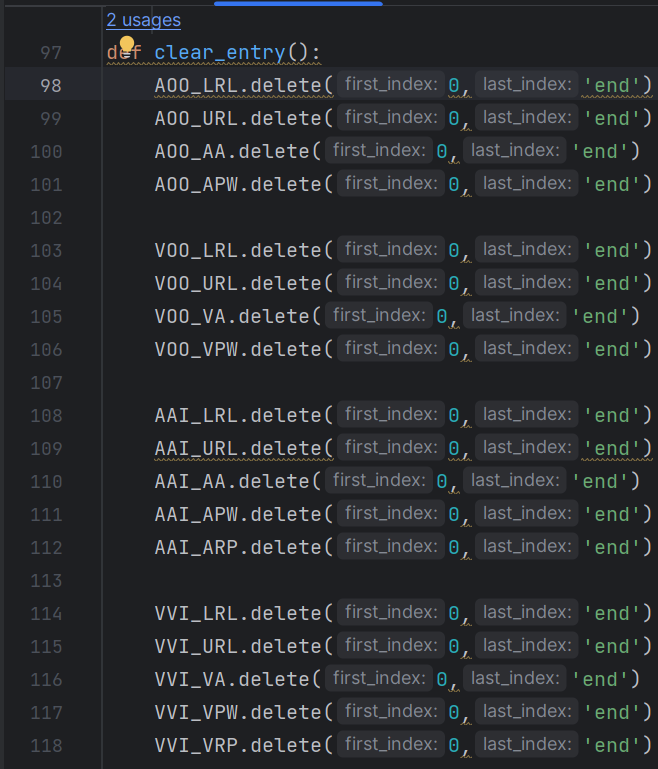 2 usages
97 def clear_entry():
98 AOO_LRL.delete( first_index: 0, last_index: 'end')
99 AOO_URL.delete( first_index: 0, last_index: 'end')
100 AOO_AA.delete( first_index: 0, last_index: 'end')
101 AOO_APW.delete( first_index: 0, last_index: 'end')
102
103 VOO_LRL.delete( first_index: 0, last_index: 'end')
104 VOO_URL.delete( first_index: 0, last_index: 'end')
105 VOO_VA.delete( first_index: 0, last_index: 'end')
106 VOO_VPW.delete( first_index: 0, last_index: 'end')
107
108 AAI_LRL.delete( first_index: 0, last_index: 'end')
109 AAI_URL.delete( first_index: 0, last_index: 'end')
110 AAI_AA.delete( first_index: 0, last_index: 'end')
111 AAI_APW.delete( first_index: 0, last_index: 'end')
112 AAI_ARP.delete( first_index: 0, last_index: 'end')
113
114 VVI_LRL.delete( first_index: 0, last_index: 'end')
115 VVI_URL.delete( first_index: 0, last_index: 'end')
116 VVI_VA.delete( first_index: 0, last_index: 'end')
117 VVI_VPW.delete( first_index: 0, last_index: 'end')
118 VVI_VRP.delete( first_index: 0, last_index: 'end')